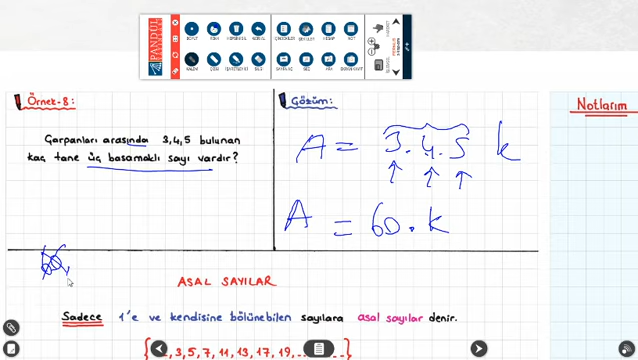 PANDUL
Örnek-8:
Çarpanları arasında 3,4,5 bulunan
kaç tane üç basamaklı sayı vardır?
Çözüm:
A = 3.4.5 k
A = 60.k
Notlarım
60
ASAL SAYILAR
Sadece 1'e ve kendisine bölünebilen sayılara asal sayılar denir.
, 3, 5, 7, 11, 13, 17, 19, .......}